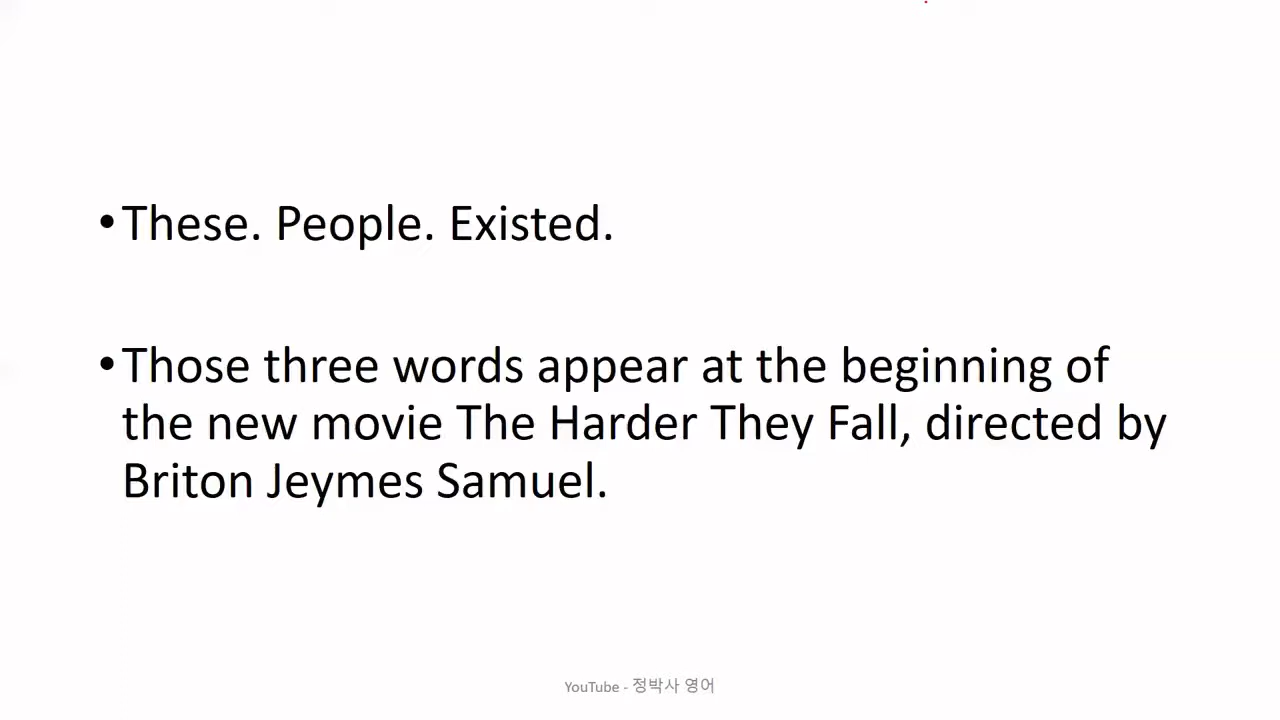 •These. People. Existed.
•Those three words appear at the beginning of
the new movie The Harder They Fall, directed by
Briton Jeymes Samuel.
YouTube - 정박사 영어